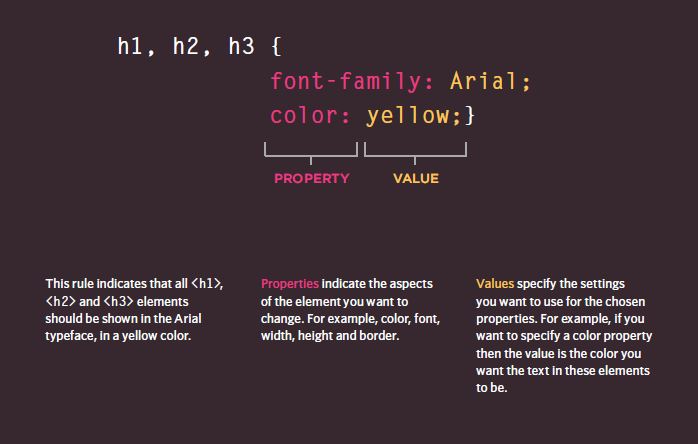 h1, h2, h3 {
font-family: Arial;
color: yellow;}
PROPERTY
VALUE
This rule indicates that all <h1>,
<h2> and <h3> elements
should be shown in the Arial
typeface, in a yellow color.
Properties indicate the aspects
of the element you want to
change. For example, color, font,
width, height and border.
Values specify the settings
you want to use for the chosen
properties. For example, if you
want to specify a color property
then the value is the color you
want the text in these elements
to be.